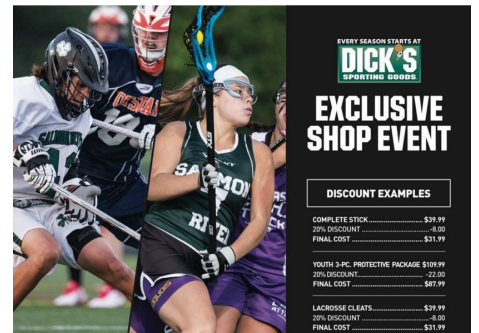 EVERY SEASON STARTS AT
DICK'S
SPORTING GOODS
EXCLUSIVE
SHOP EVENT
DISCOUNT EXAMPLES
COMPLETE STICK............................ $39.99
20% DISCOUNT ..................................-8.00
FINAL COST .................................. $31.99
YOUTH 3-PC. PROTECTIVE PACKAGE $109.99
20% DISCOUNT................................ -22.00
FINAL COST .................................. $87.99
LACROSSE CLEATS.......................... $39.99
20% DISCOUNT ..................................-8.00
FINAL COST .................................. $31.99
SALMON
RIVER